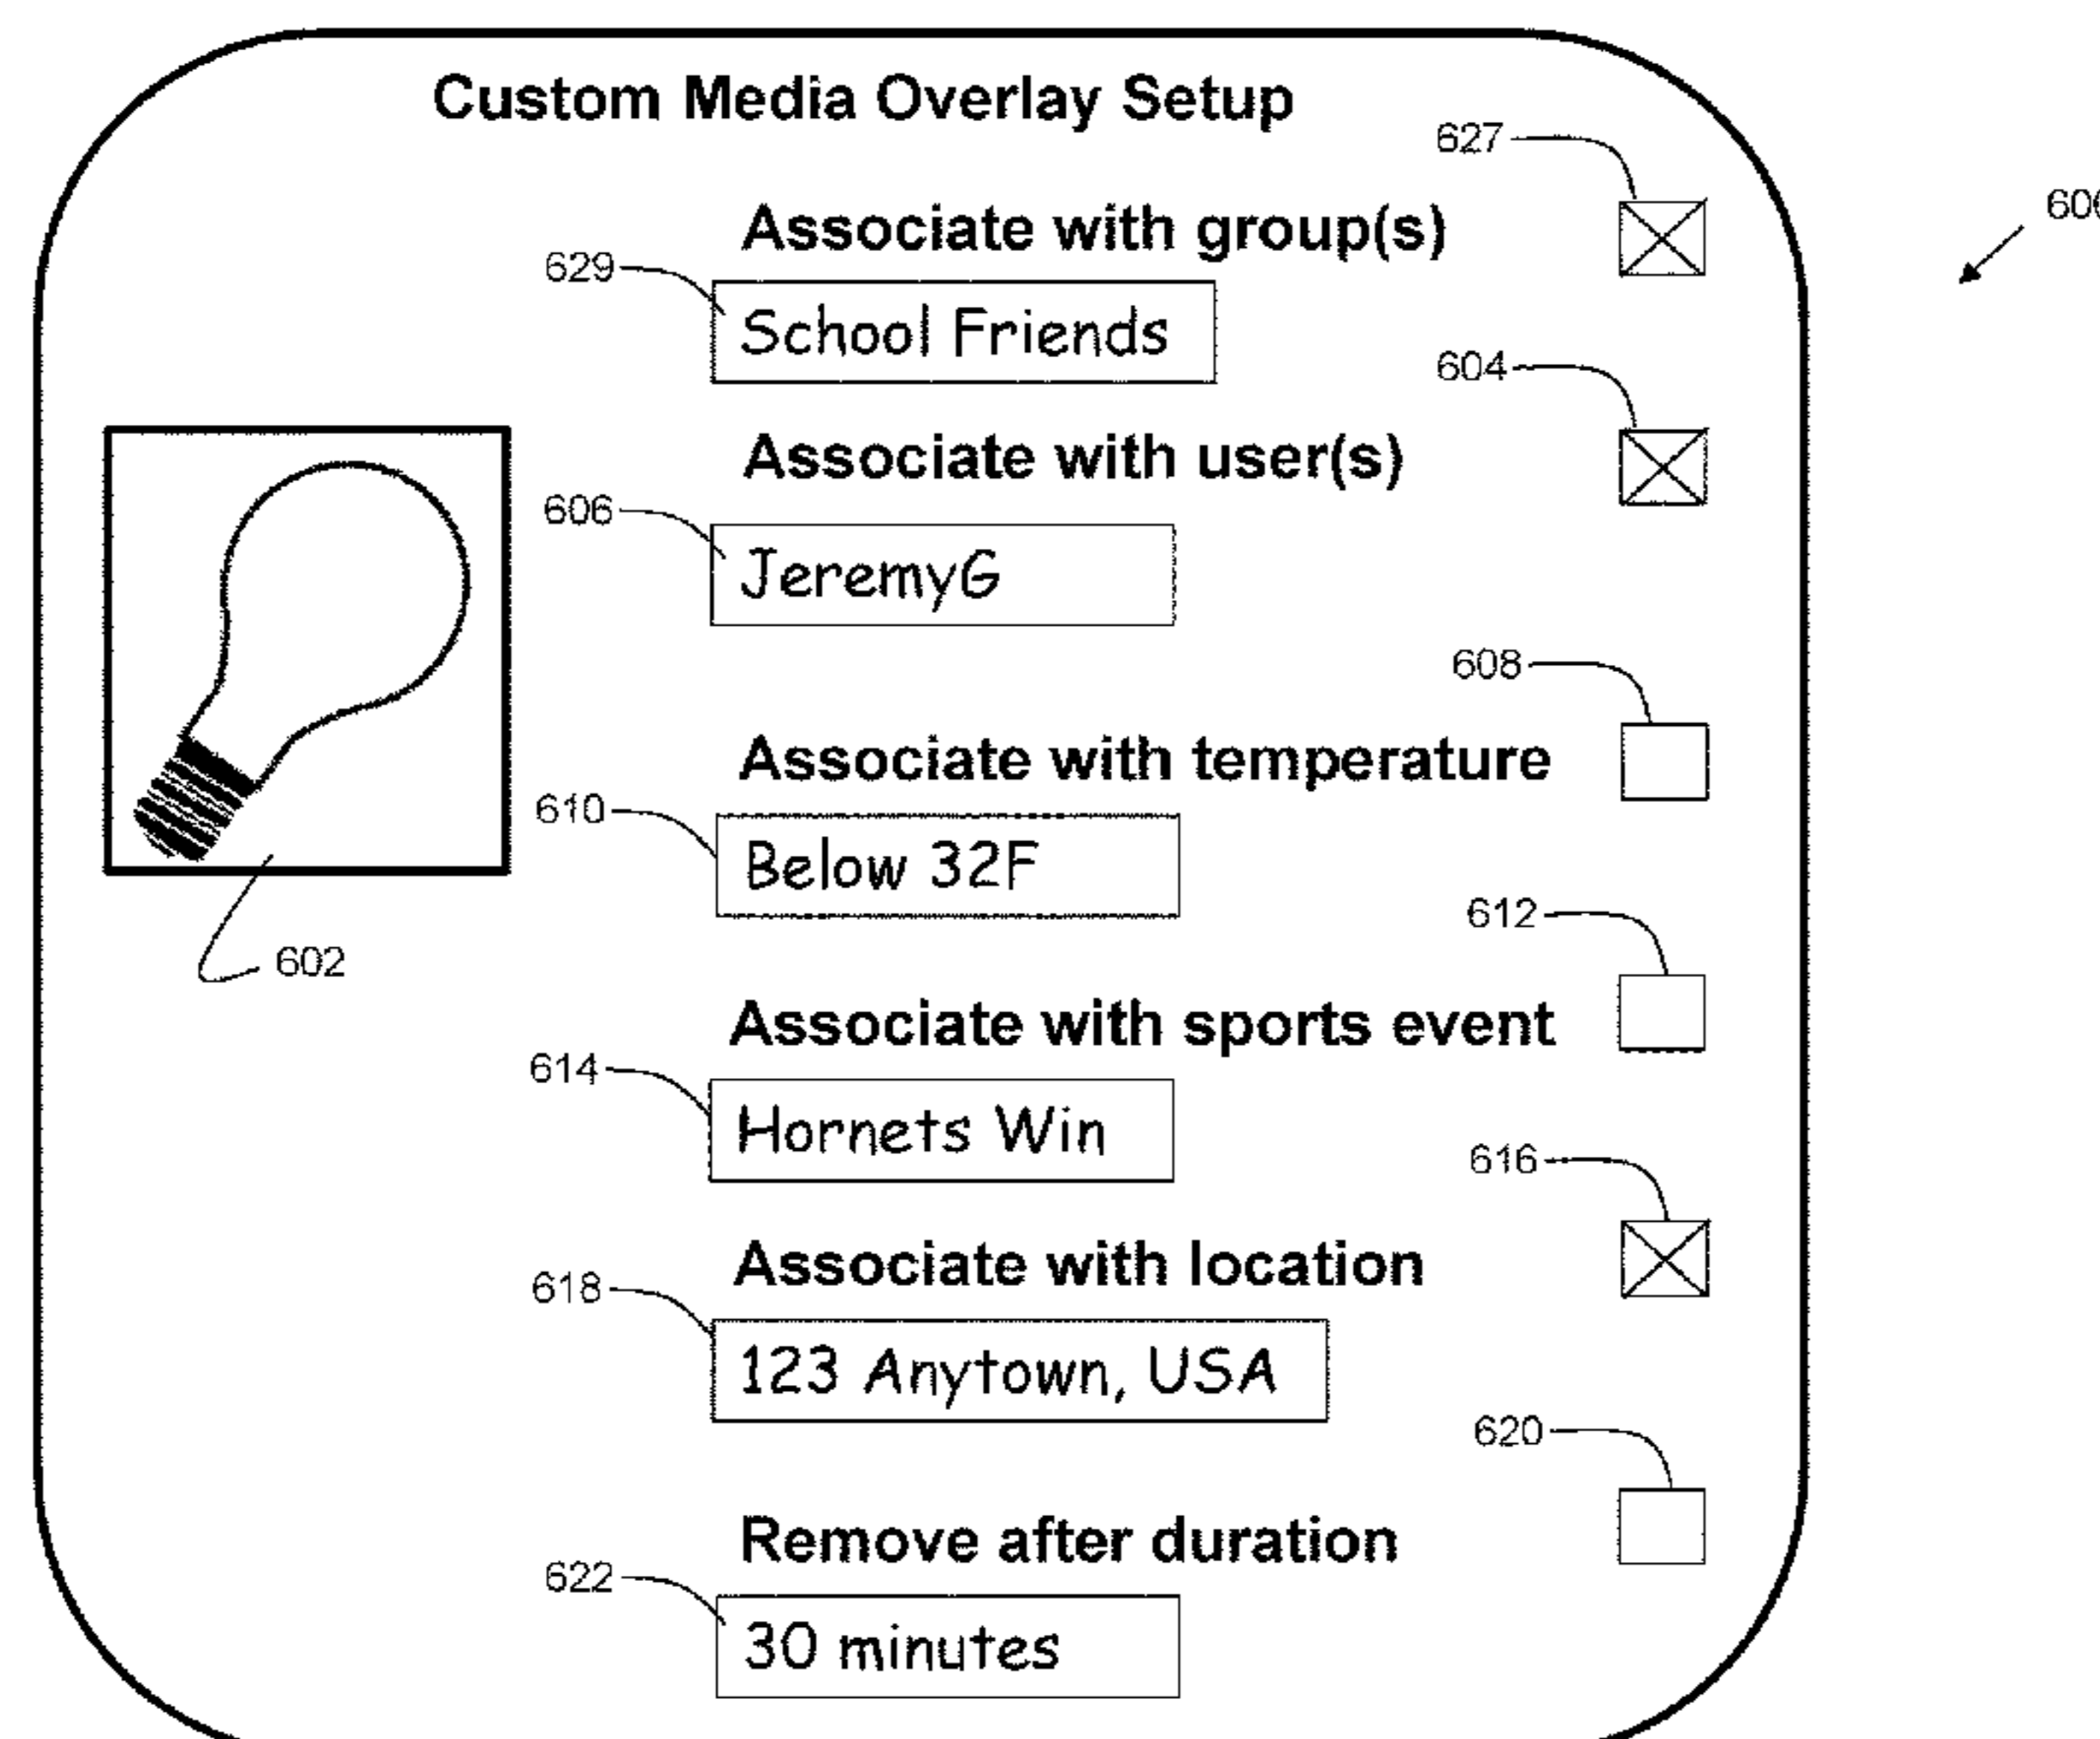 Custom Media Overlay Setup
627
Associate with group(s)
629
School Friends
604
Associate with user(s)
606
JeremyG
608
Associate with temperature
610
Below 32F
602
612
Associate with sports event
614
Hornets Win
616
Associate with location
618
123 Anytown, USA
620
Remove after duration
622
30 minutes